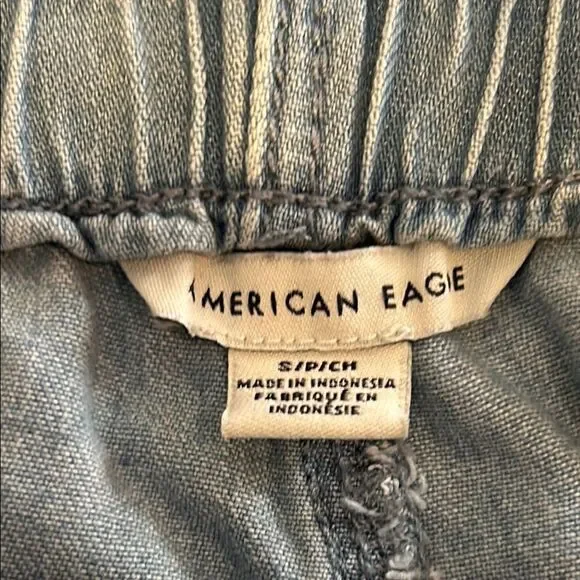 AMERICAN EAGLE
S/P/CH
MADE IN INDONESIA
FABRIQUÉ EN
INDONÉSIE